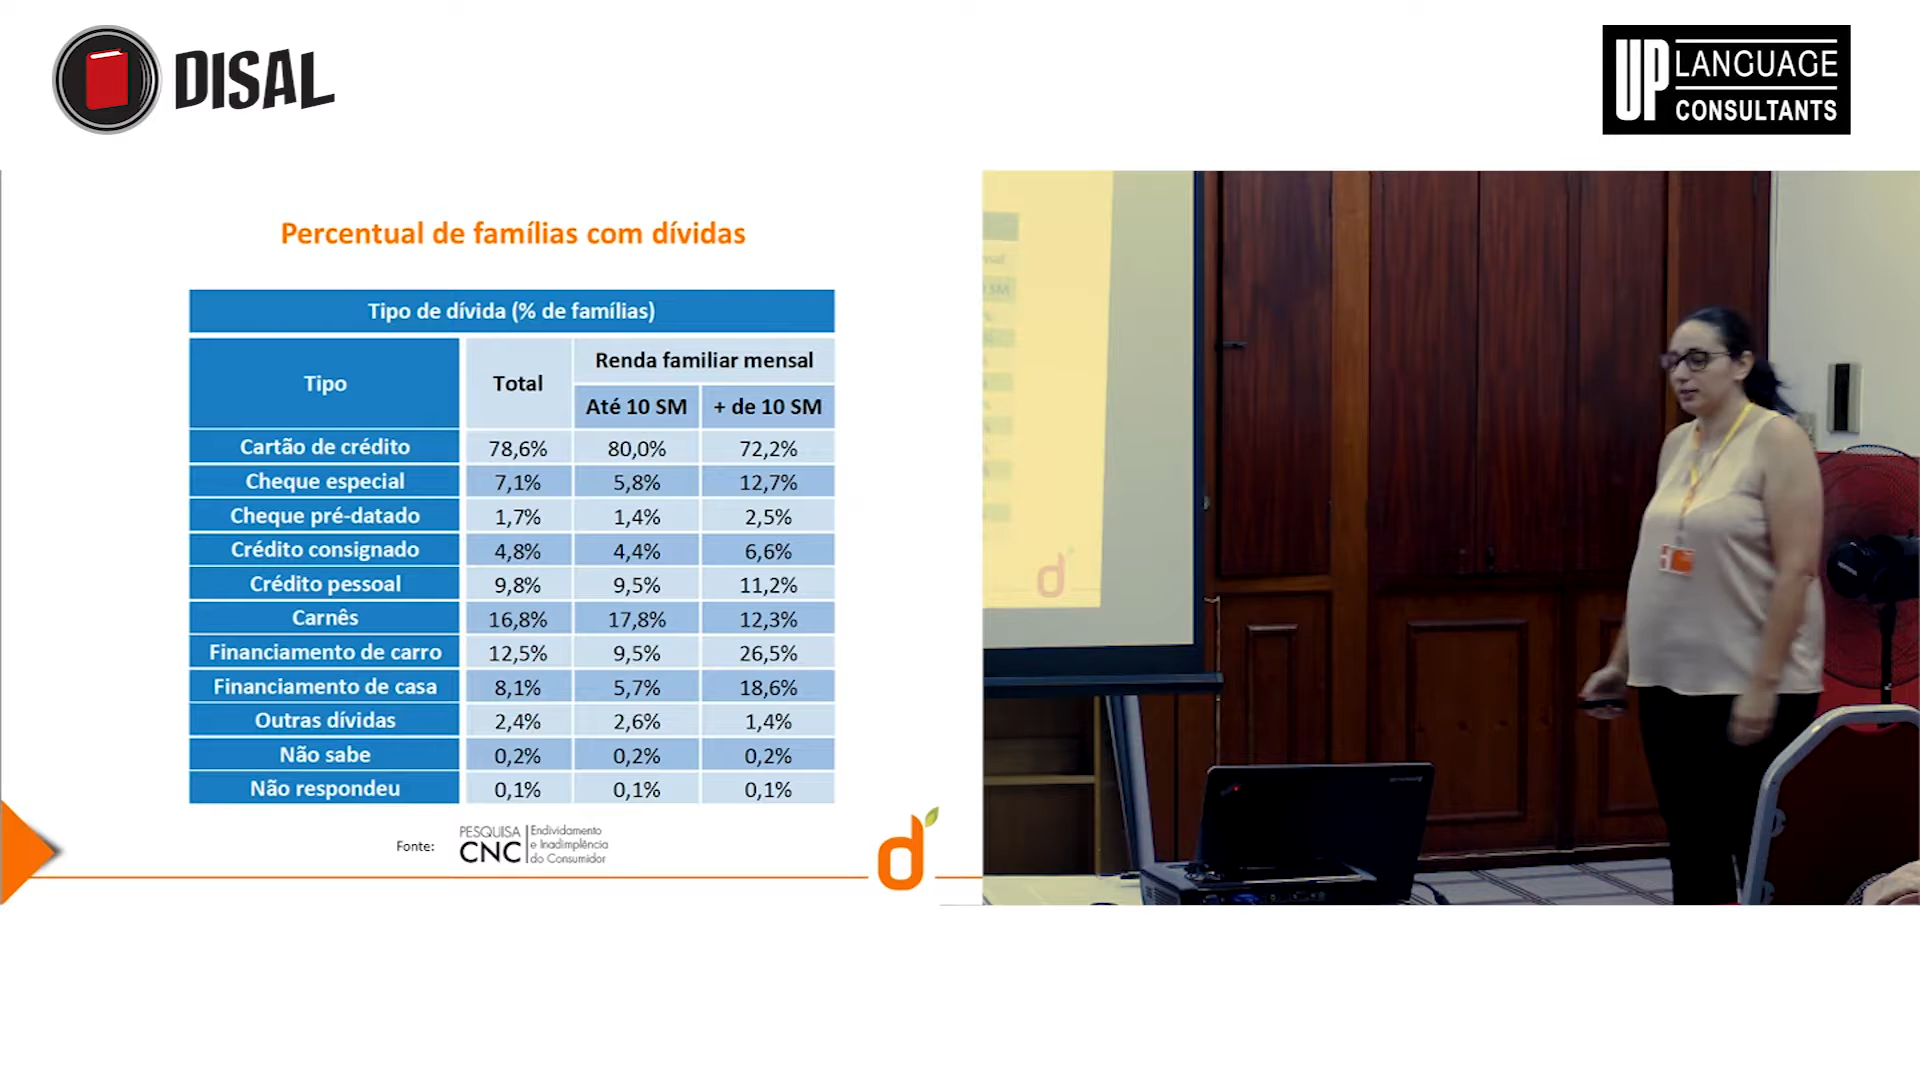 DISAL
UP LANGUAGE CONSULTANTS
Percentual de famílias com dívidas
Tipo de dívida (% de famílias)
Tipo Total Renda familiar mensal
Até 10 SM + de 10 SM
Cartão de crédito 78,6% 80,0% 72,2%
Cheque especial 7,1% 5,8% 12,7%
Cheque pré-datado 1,7% 1,4% 2,5%
Crédito consignado 4,8% 4,4% 6,6%
Crédito pessoal 9,8% 9,5% 11,2%
Carnês 16,8% 17,8% 12,3%
Financiamento de carro 12,5% 9,5% 26,5%
Financiamento de casa 8,1% 5,7% 18,6%
Outras dívidas 2,4% 2,6% 1,4%
Não sabe 0,2% 0,2% 0,2%
Não respondeu 0,1% 0,1% 0,1%
Fonte: PESQUISA CNC Endividamento e Inadimplência do Consumidor
d